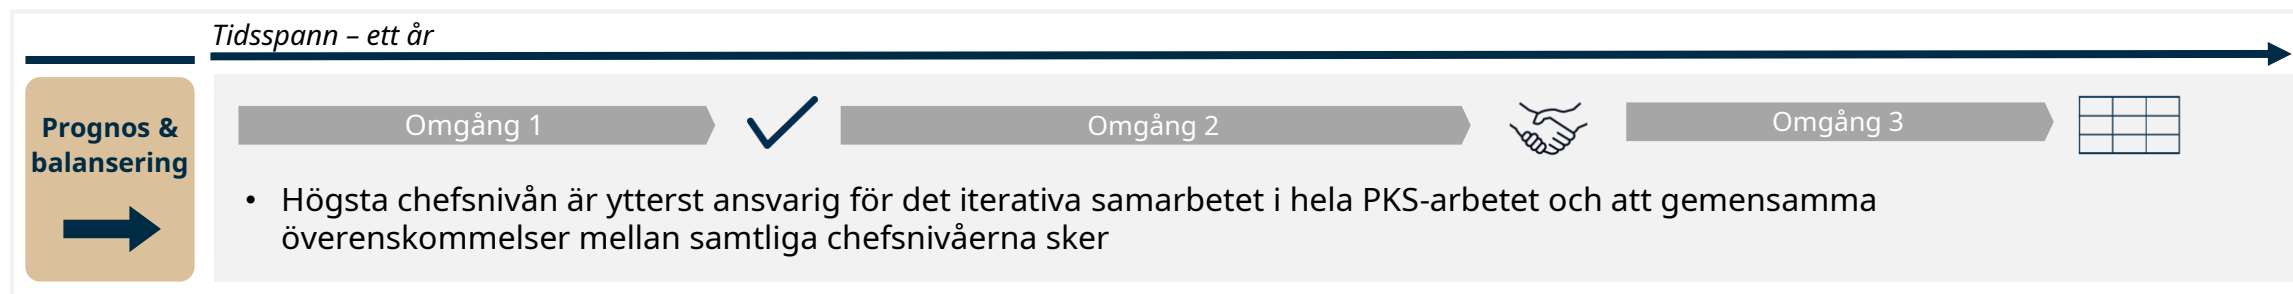 Tidsspann – ett år
Prognos &
balansering
Omgång 1
Omgång 2
Omgång 3
• Högsta chefsnivån är ytterst ansvarig för det iterativa samarbetet i hela PKS-arbetet och att gemensamma
överenskommelser mellan samtliga chefsnivåerna sker